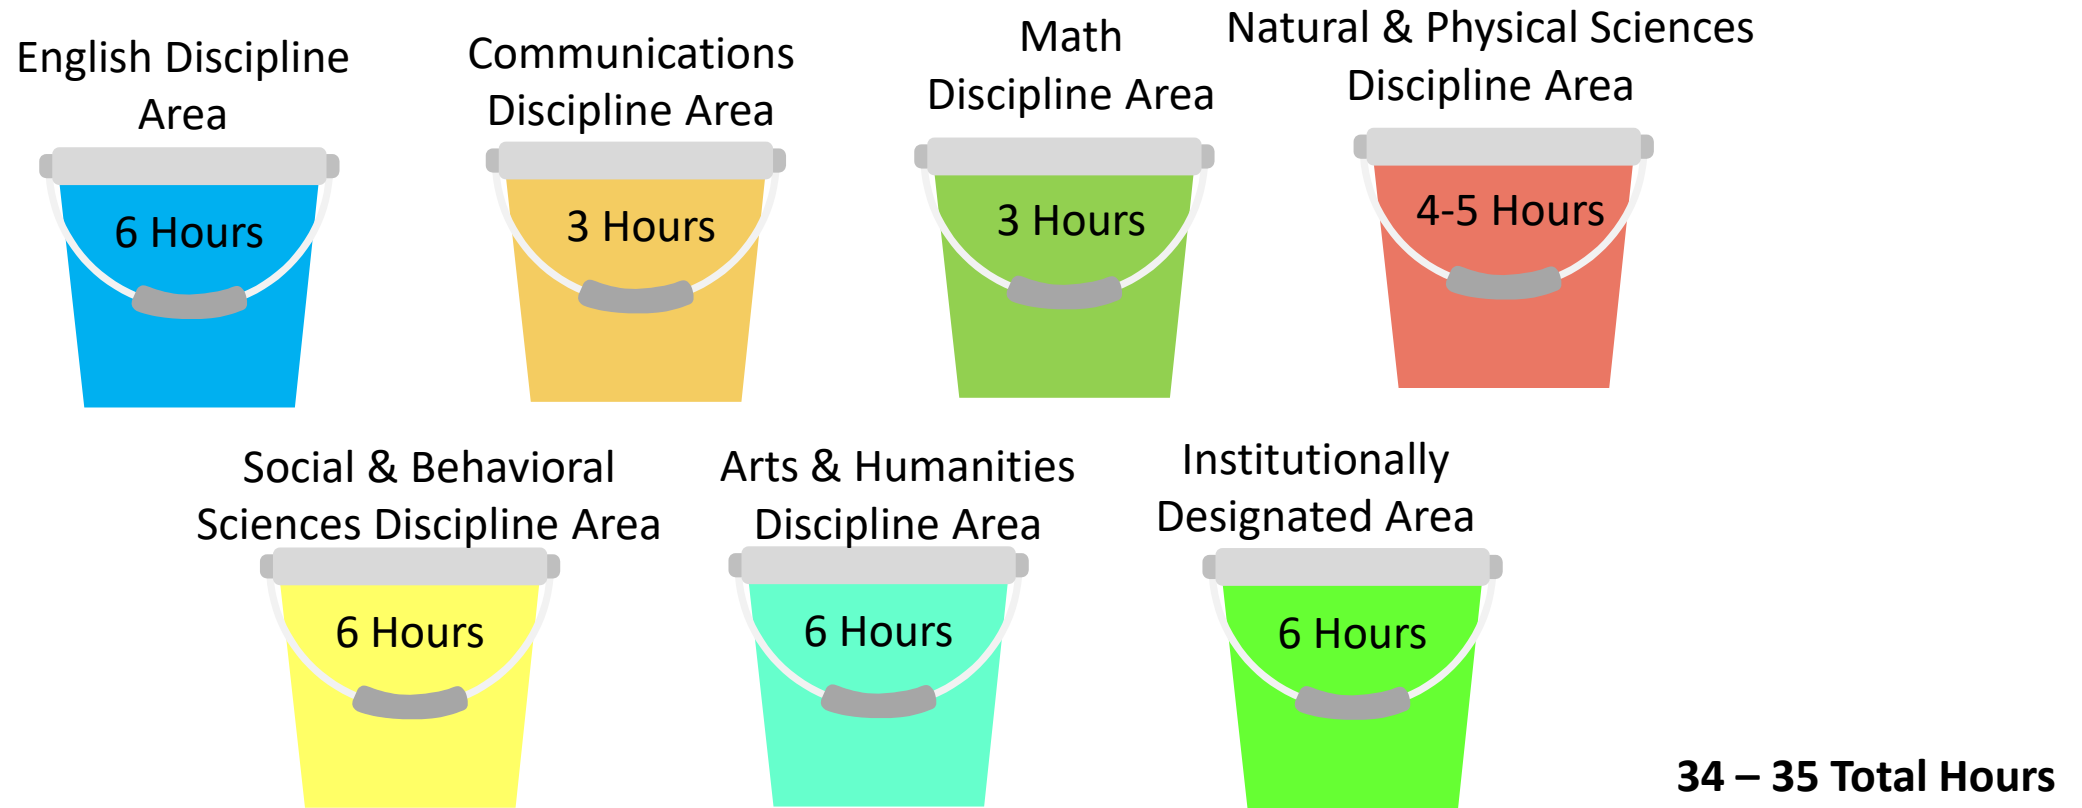 English Discipline
Area
6 Hours
Communications
Discipline Area
3 Hours
Math
Discipline Area
3 Hours
Natural & Physical Sciences
Discipline Area
4-5 Hours
Social & Behavioral
Sciences Discipline Area
6 Hours
Arts & Humanities
Discipline Area
6 Hours
Institutionally
Designated Area
6 Hours
34 – 35 Total Hours